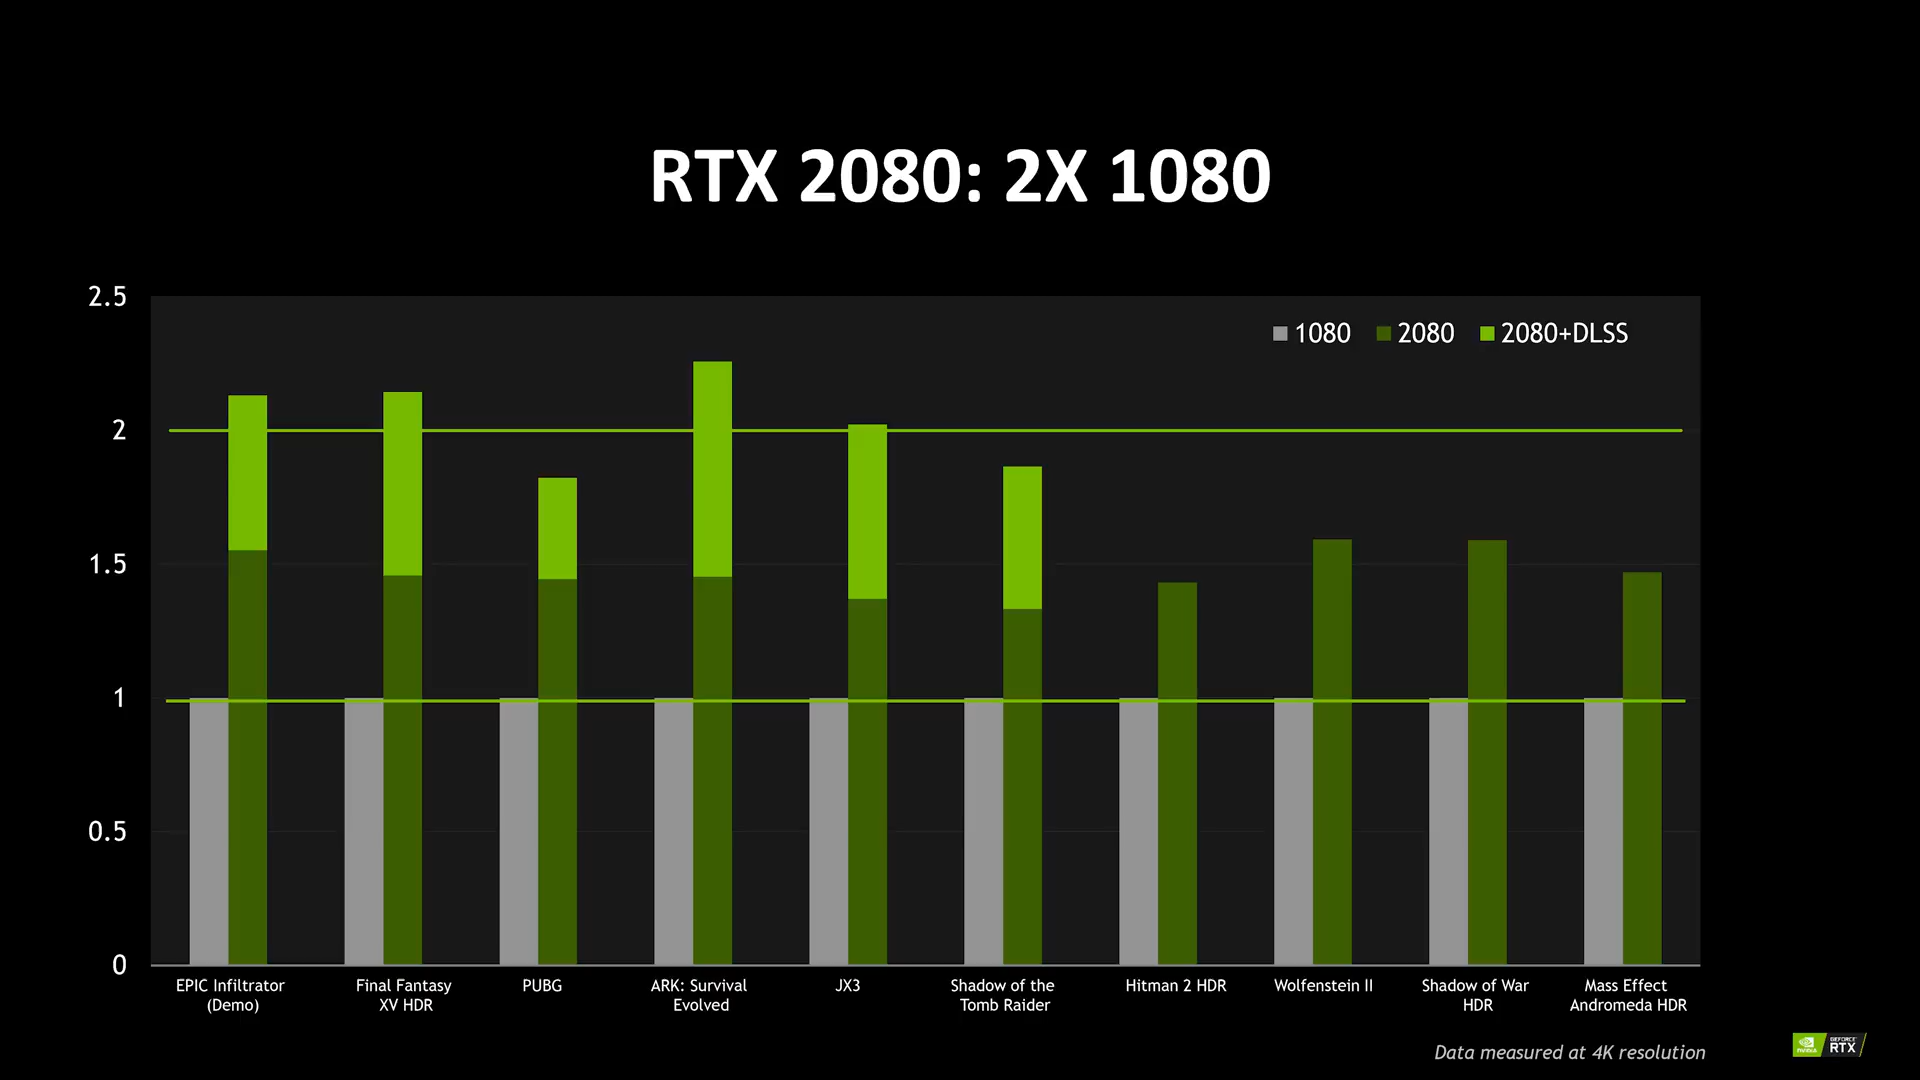 RTX 2080: 2X 1080
2.5
1080 2080 2080+DLSS
2
1.5
1
0.5
0
EPIC Infiltrator
(Demo)
Final Fantasy
XV HDR
PUBG
ARK: Survival
Evolved
JX3
Shadow of the
Tomb Raider
Hitman 2 HDR
Wolfenstein II
Shadow of War
HDR
Mass Effect
Andromeda HDR
Data measured at 4K resolution
NVIDIA
GEFORCE
RTX